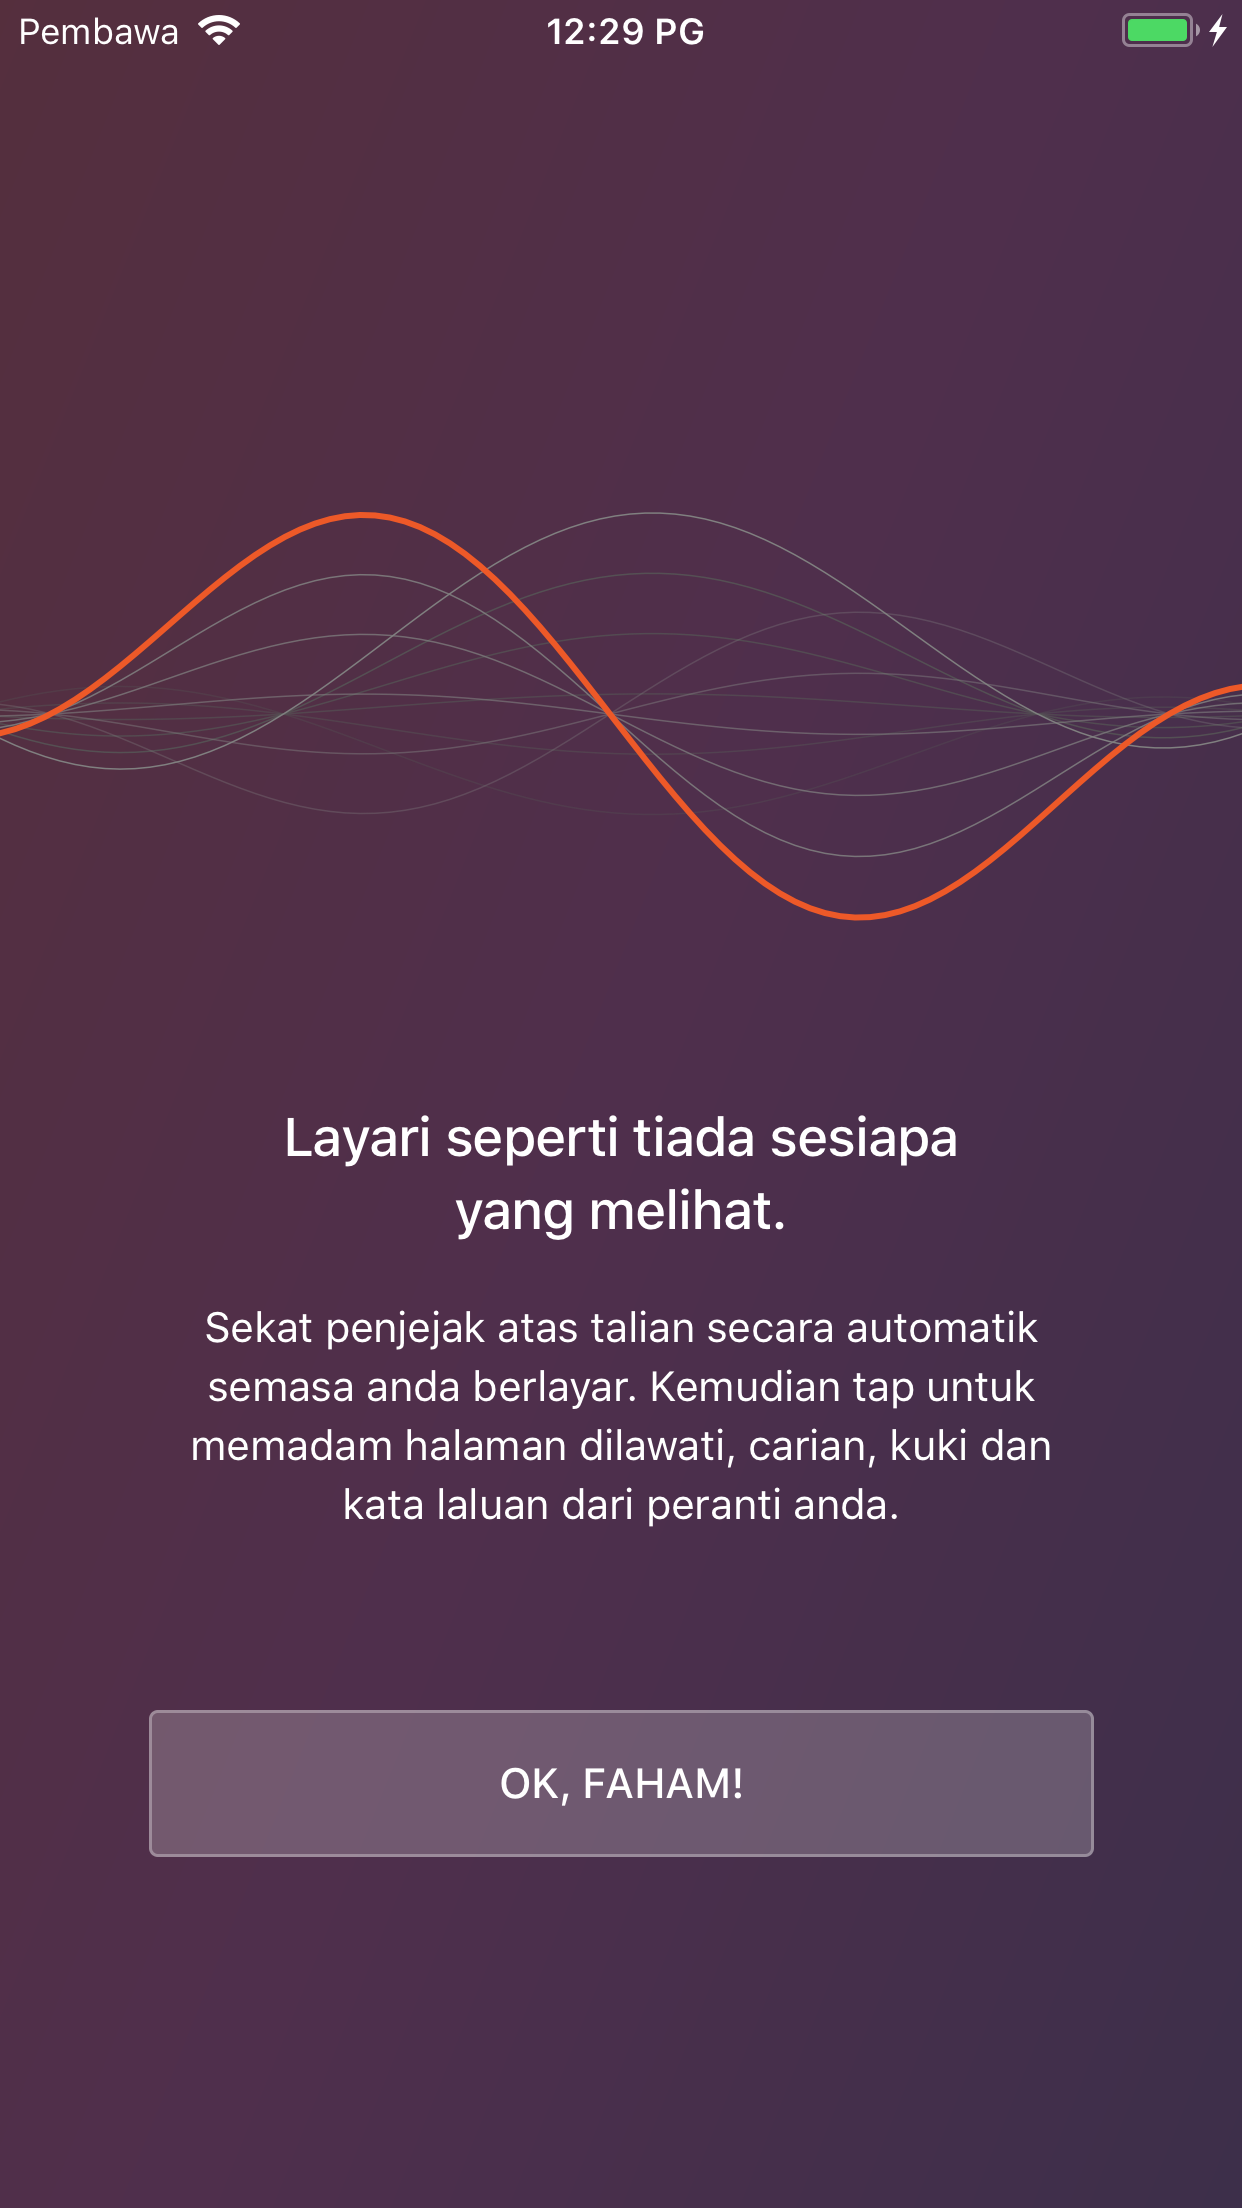 Pembawa 12:29 PG
Layari seperti tiada sesiapa
yang melihat.
Sekat penjejak atas talian secara automatik
semasa anda berlayar. Kemudian tap untuk
memadam halaman dilawati, carian, kuki dan
kata laluan dari peranti anda.
OK, FAHAM!